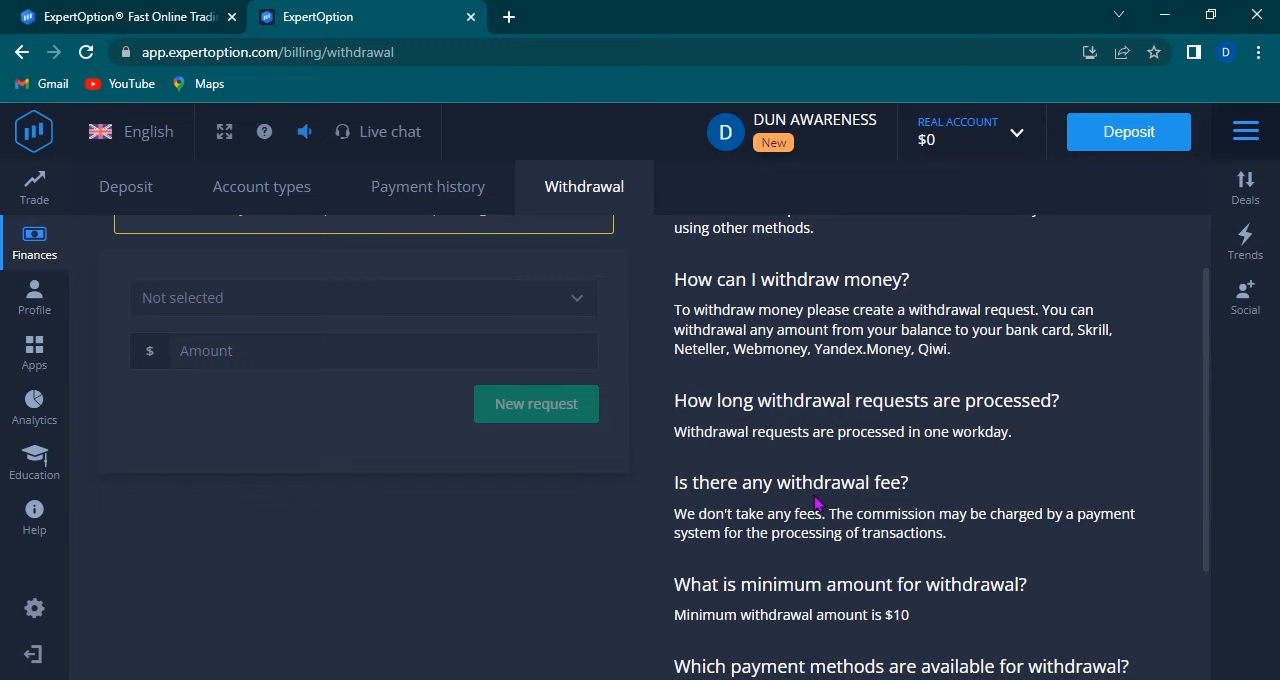 ExpertOption® Fast Online Tradi
ExpertOption
app.expertoption.com/billing/withdrawal
D
Gmail
YouTube
Maps
English
Live chat
D
DUN AWARENESS
New
REAL ACCOUNT
$0
Deposit
Trade
Finances
Profile
Apps
Analytics
Education
Help
Deposit
Account types
Payment history
Withdrawal
Not selected
$ Amount
New request
using other methods.
How can I withdraw money?
To withdraw money please create a withdrawal request. You can
withdrawal any amount from your balance to your bank card, Skrill,
Neteller, Webmoney, Yandex.Money, Qiwi.
How long withdrawal requests are processed?
Withdrawal requests are processed in one workday.
Is there any withdrawal fee?
We don't take any fees. The commission may be charged by a payment
system for the processing of transactions.
What is minimum amount for withdrawal?
Minimum withdrawal amount is $10
Which payment methods are available for withdrawal?
Deals
Trends
Social